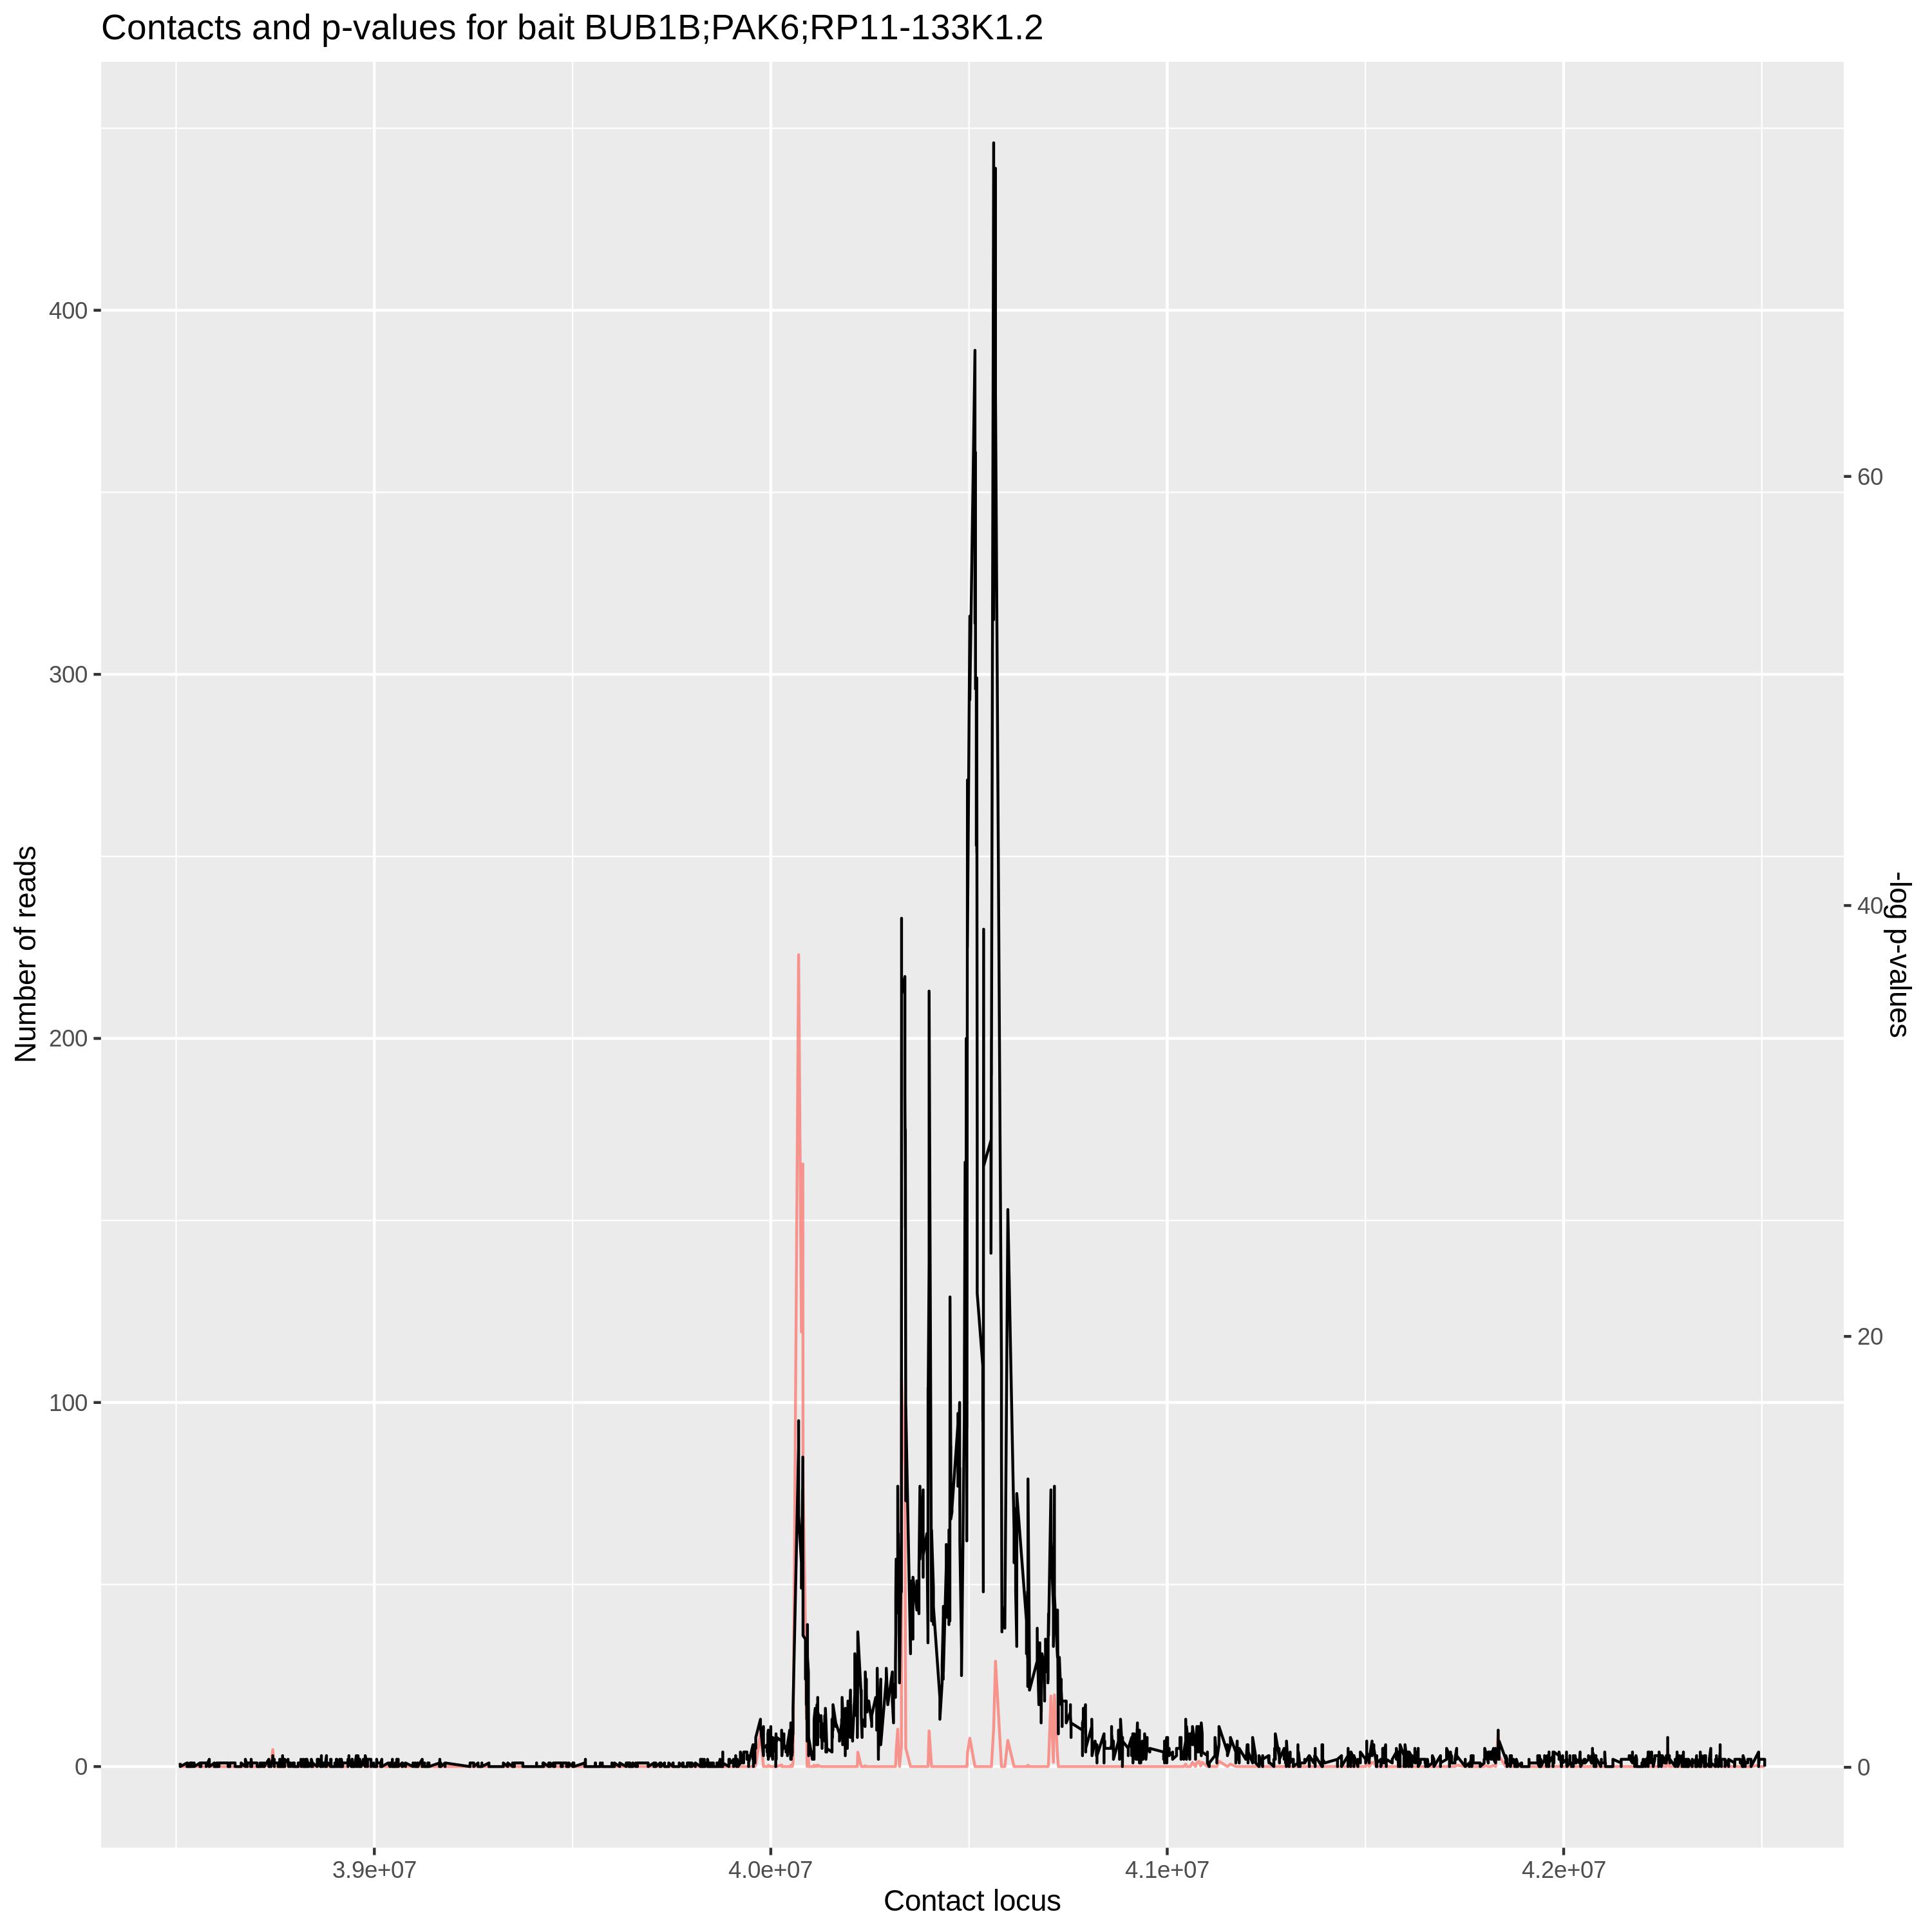 Contacts and p-values for bait BUB1B;PAK6;RP11-133K1.2
Number of reads
400
300
200
100
0
60
40
20
0
-log p-values
3.9e+07
4.0e+07
4.1e+07
4.2e+07
Contact locus